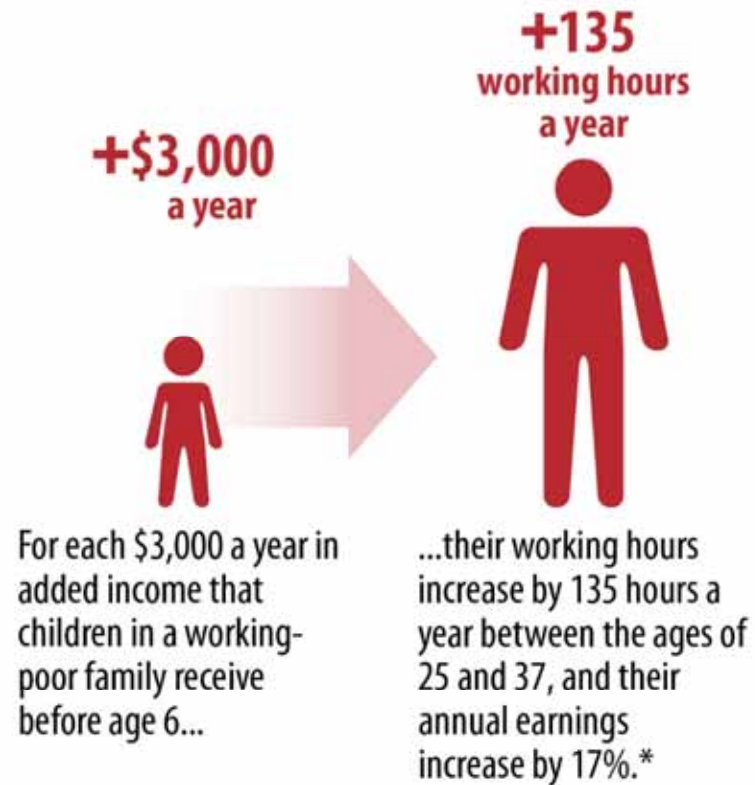 +$3,000
a year
+135
working hours
a year
For each $3,000 a year in
added income that
children in a working-
poor family receive
before age 6...
...their working hours
increase by 135 hours a
year between the ages of
25 and 37, and their
annual earnings
increase by 17%.*